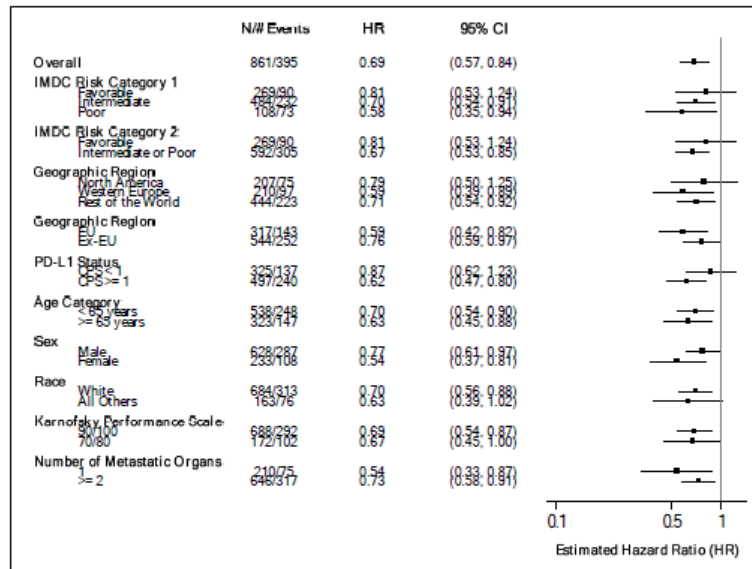 N/# Events HR 95% CI
Overall 861/395 0.69 (0.57, 0.84)
IMDC Risk Category 1
Favorable 269/90 0.81 (0.53, 1.24)
Intermediate 484/232 0.70 (0.54, 0.91)
Poor 108/73 0.58 (0.35, 0.94)
IMDC Risk Category 2
Favorable 269/90 0.81 (0.53, 1.24)
Intermediate or Poor 592/305 0.67 (0.53, 0.85)
Geographic Region
North America 207/75 0.79 (0.50, 1.25)
Western Europe 210/97 0.59 (0.39, 0.88)
Rest of the World 444/223 0.71 (0.54, 0.92)
Geographic Region
EU 317/143 0.59 (0.42, 0.82)
Ex-EU 544/252 0.76 (0.59, 0.97)
PD-L1 Status
CPS< 1 325/137 0.87 (0.62, 1.23)
CPS>= 1 497/240 0.62 (0.47, 0.80)
Age Category
< 65 years 538/248 0.70 (0.54, 0.90)
>= 65 years 323/147 0.63 (0.45, 0.88)
Sex
Male 628/287 0.77 (0.61, 0.97)
Female 233/108 0.54 (0.37, 0.81)
Race
White 684/313 0.70 (0.56, 0.88)
All Others 163/76 0.63 (0.39, 1.02)
Karnofsky Performance Scale
90/100 688/292 0.69 (0.54, 0.87)
70/80 172/102 0.67 (0.45, 1.00)
Number of Metastatic Organs
1 210/75 0.54 (0.33, 0.87)
>= 2 646/317 0.73 (0.58, 0.91)
0.1 0.5 1
Estimated Hazard Ratio (HR)